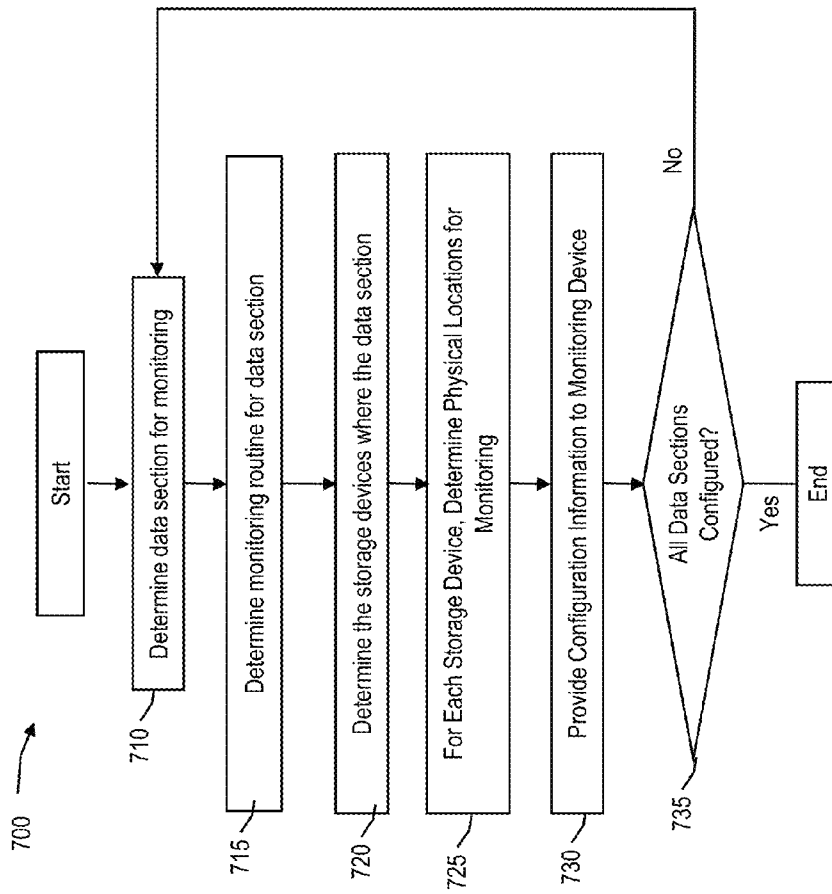 700
Start
Determine data section for monitoring
710
Determine monitoring routine for data section
715
Determine the storage devices where the data section
720
For Each Storage Device, Determine Physical Locations for
Monitoring
725
Provide Configuration Information to Monitoring Device
730
All Data Sections
Configured?
735
No
Yes
End